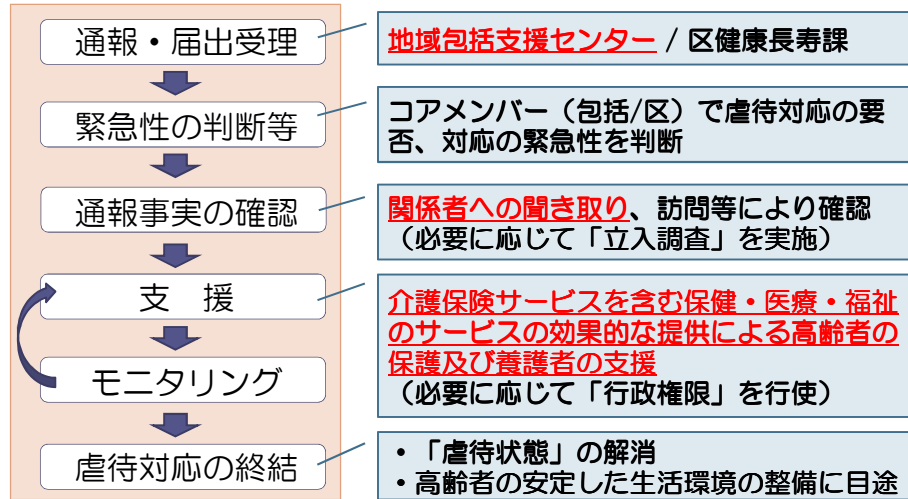 通報・届出受理
地域包括支援センター / 区健康長寿課
緊急性の判断等
コアメンバー（包括/区）で虐待対応の要
否、対応の緊急性を判断
通報事実の確認
関係者への聞き取り、訪問等により確認
（必要に応じて「立入調査」を実施）
支　援
介護保険サービスを含む保健・医療・福祉
のサービスの効果的な提供による高齢者の
保護及び養護者の支援
（必要に応じて「行政権限」を行使）
モニタリング
虐待対応の終結
・「虐待状態」の解消
・高齢者の安定した生活環境の整備に目途